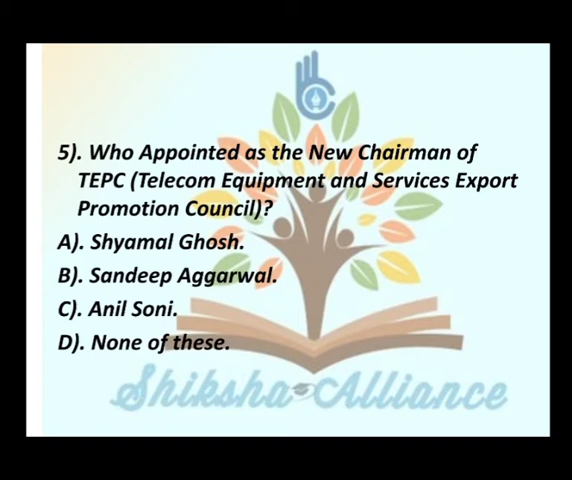 5). Who Appointed as the New Chairman of
TEPC (Telecom Equipment and Services Export
Promotion Council)?
A). Shyamal Ghosh.
B). Sandeep Aggarwal.
C). Anil Soni.
D). None of these.
Shiksha Alliance